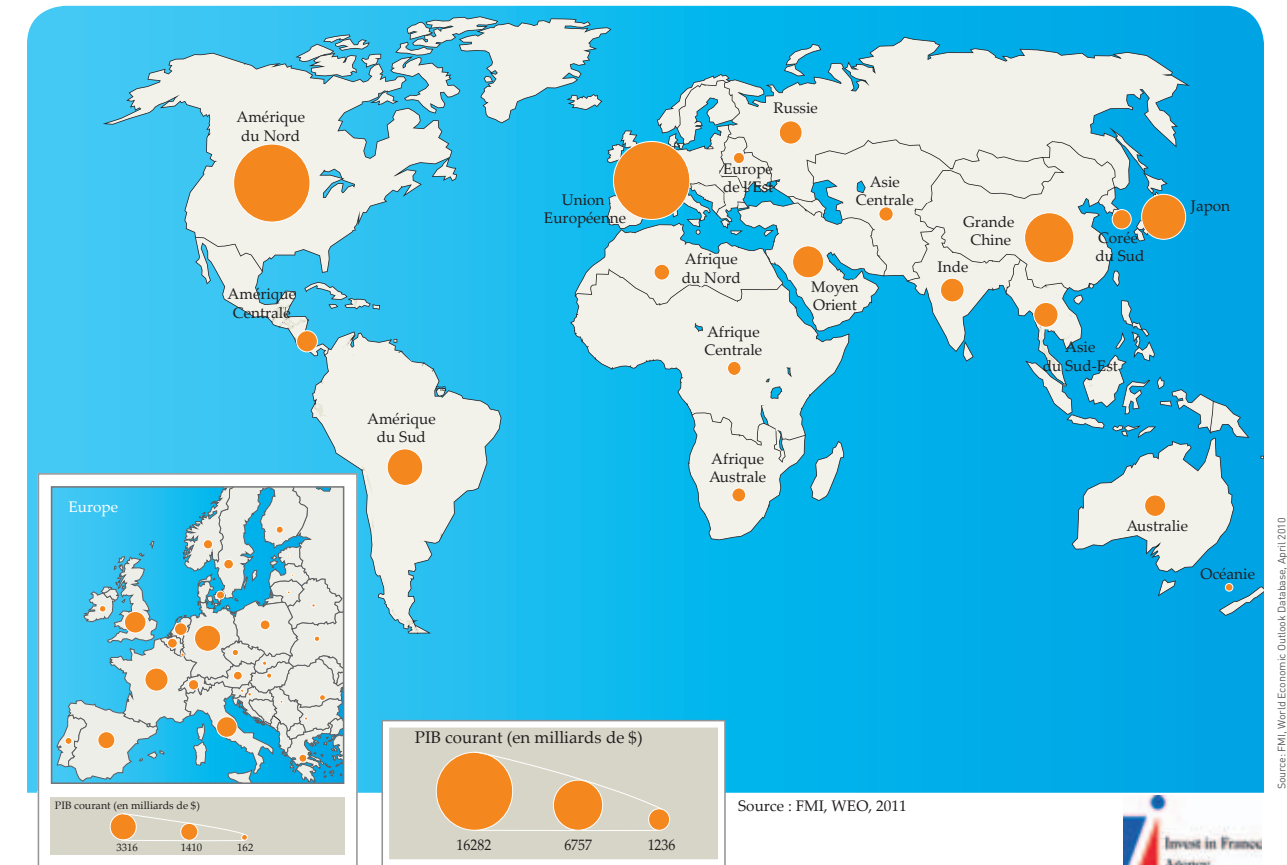 Amérique
du Nord
Russie
Europe
de l'Est
Union
Européenne
Asie
Centrale
Japon
Grande
Chine
Corée
du Sud
Afrique
du Nord
Inde
Moyen
Orient
Amérique
Centrale
Afrique
Centrale
Asie
du Sud-Est
Amérique
du Sud
Afrique
Australe
Australie
Océanie
Europe
PIB courant (en milliards de $)
3316 1410 162
PIB courant (en milliards de $)
16282 6757 1236
Source : FMI, WEO, 2011
Source : FMI, World Economic Outlook Database, April 2010
Invest in France